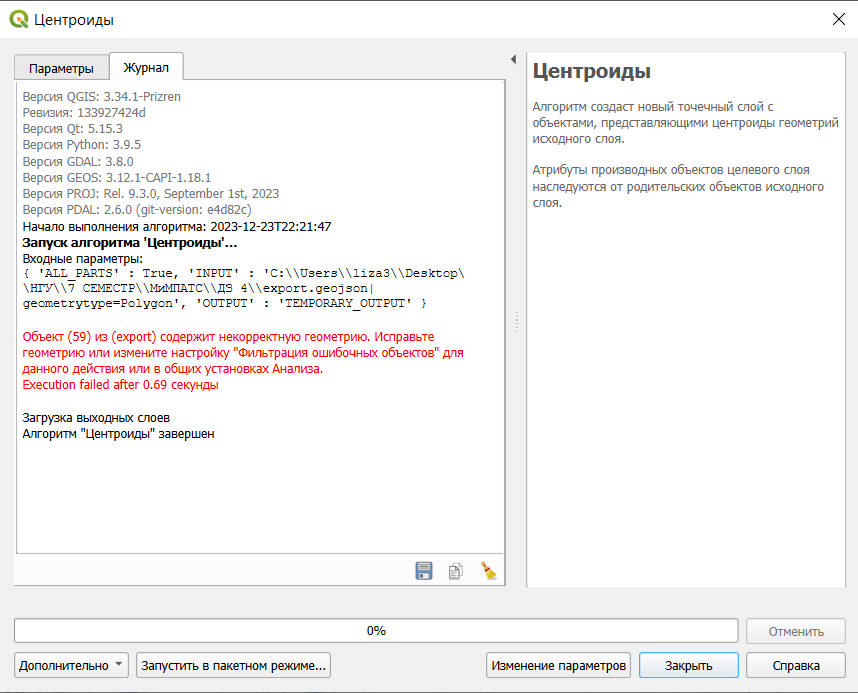 Центроиды
Параметры
Журнал
Версия QGIS: 3.34.1-Prizren
Ревизия: 133927424d
Версия Qt: 5.15.3
Версия Python: 3.9.5
Версия GDAL: 3.8.0
Версия GEOS: 3.12.1-CAPI-1.18.1
Версия PROJ: Rel. 9.3.0, September 1st, 2023
Версия PDAL: 2.6.0 (git-version: e4d82c)
Начало выполнения алгоритма: 2023-12-23T22:21:47
Запуск алгоритма 'Центроиды'...
Входные параметры:
{ 'ALL_PARTS' : True, 'INPUT' : 'C:\\Users\\liza3\\Desktop\
\НГУ\\7 СЕМЕСТР\\МиМПАТС\\ДЗ 4\\export.geojson|
geometrytype=Polygon', 'OUTPUT' : 'TEMPORARY_OUTPUT' }
Объект (59) из (export) содержит некорректную геометрию. Исправьте
геометрию или измените настройку "Фильтрация ошибочных объектов" для
данного действия или в общих установках Анализа.
Execution failed after 0.69 секунды
Загрузка выходных слоев
Алгоритм "Центроиды" завершен
Центроиды
Алгоритм создаст новый точечный слой с
объектами, представляющими центроиды геометрий
исходного слоя.
Атрибуты производных объектов целевого слоя
наследуются от родительских объектов исходного
слоя.
0%
Отменить
Дополнительно
Запустить в пакетном режиме...
Изменение параметров
Закрыть
Справка